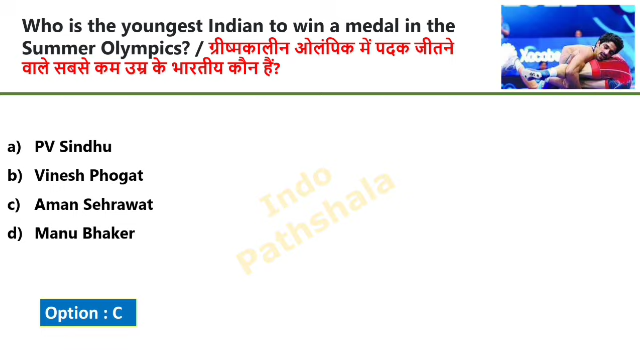 Who is the youngest Indian to win a medal in the
Summer Olympics? / ग्रीष्मकालीन ओलंपिक में पदक जीतने
वाले सबसे कम उम्र के भारतीय कौन हैं?
a) PV Sindhu
b) Vinesh Phogat
c) Aman Sehrawat
d) Manu Bhaker
Indo
Pathshala
Option : C